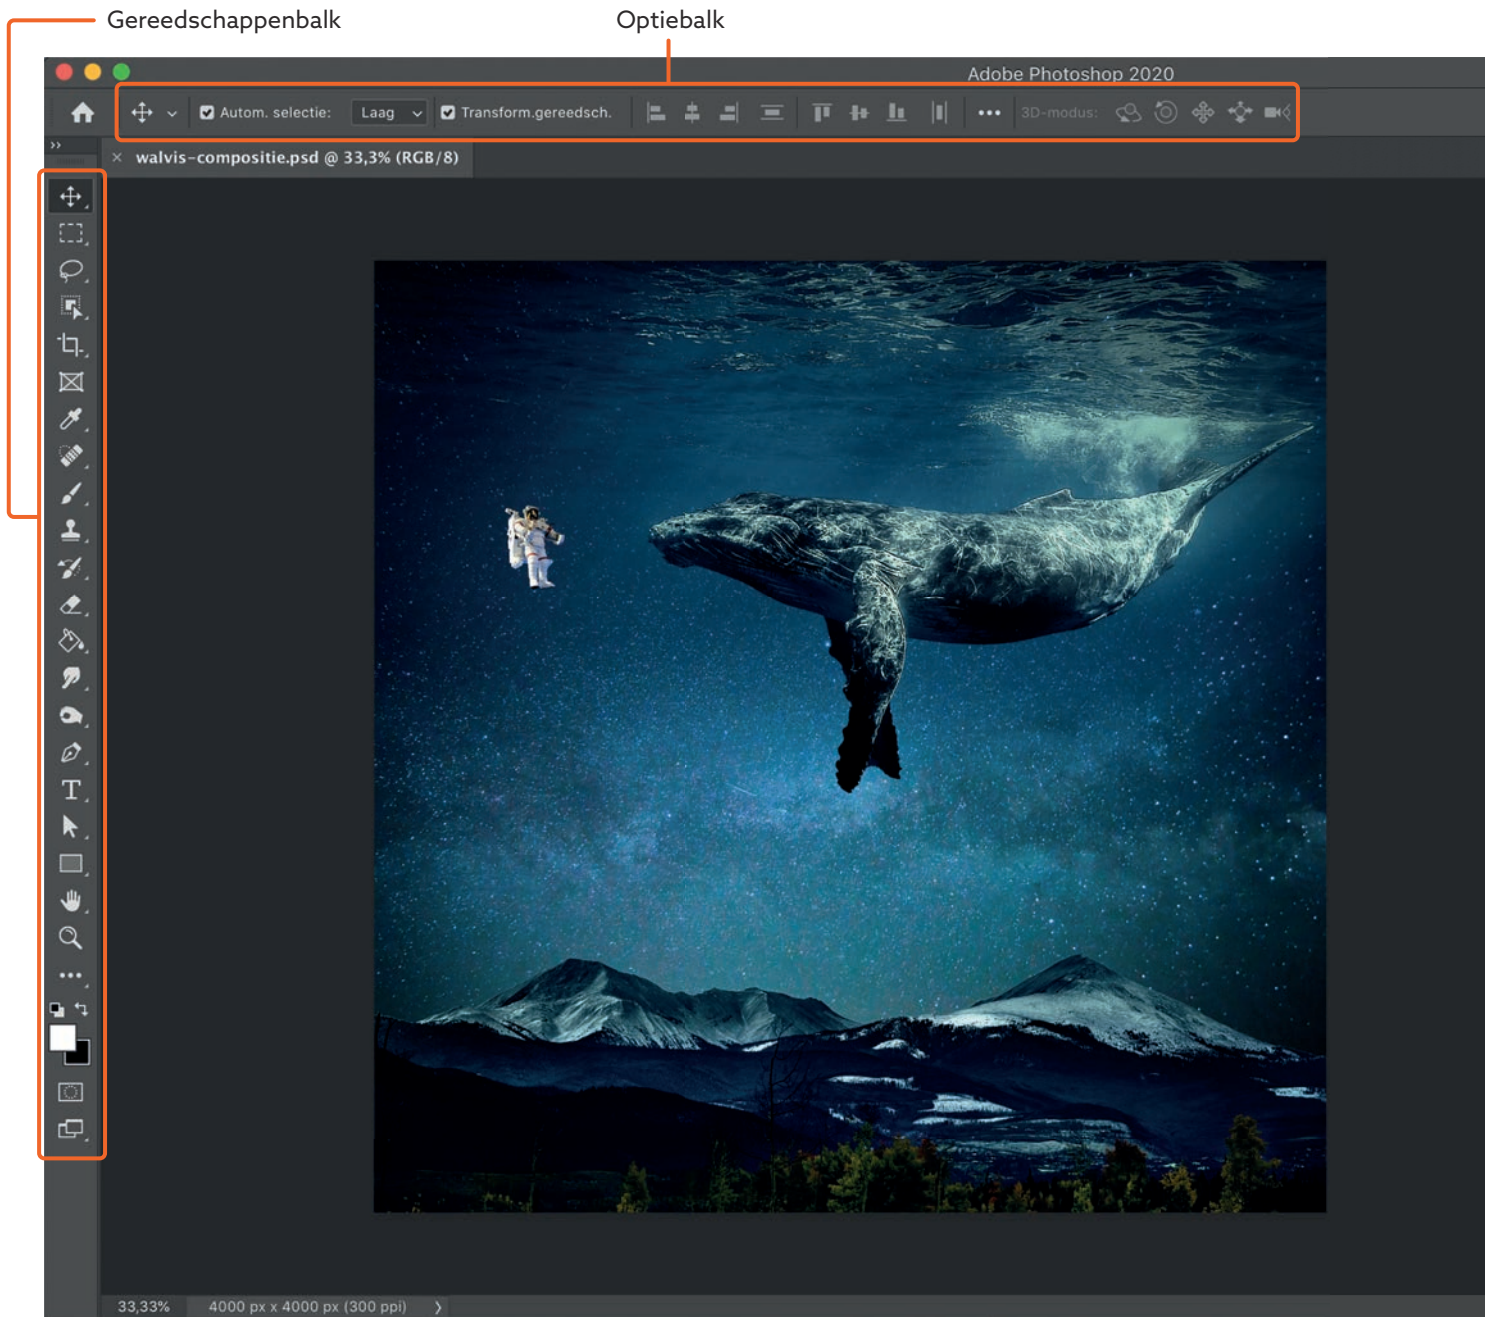 Gereedschappenbalk
Optiebalk
Adobe Photoshop 2020
Autom. selectie: Laag Transform.gereedsch. 3D-modus:
× walvis-compositie.psd @ 33,3% (RGB/8)
T
33,33% 4000 px x 4000 px (300 ppi)